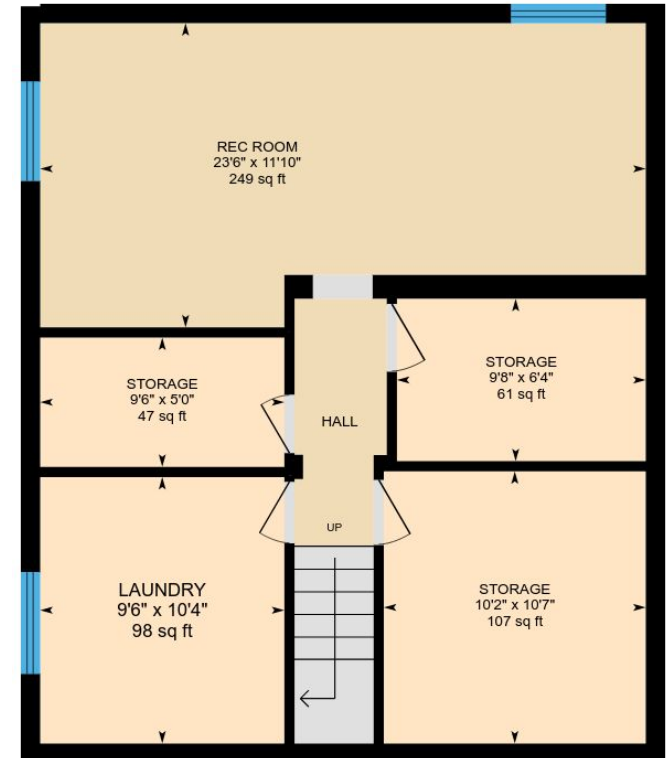 REC ROOM
23'6" x 11'10"
249 sq ft
STORAGE
9'6" x 5'0"
47 sq ft
STORAGE
9'8" x 6'4"
61 sq ft
HALL
UP
LAUNDRY
9'6" x 10'4"
98 sq ft
STORAGE
10'2" x 10'7"
107 sq ft